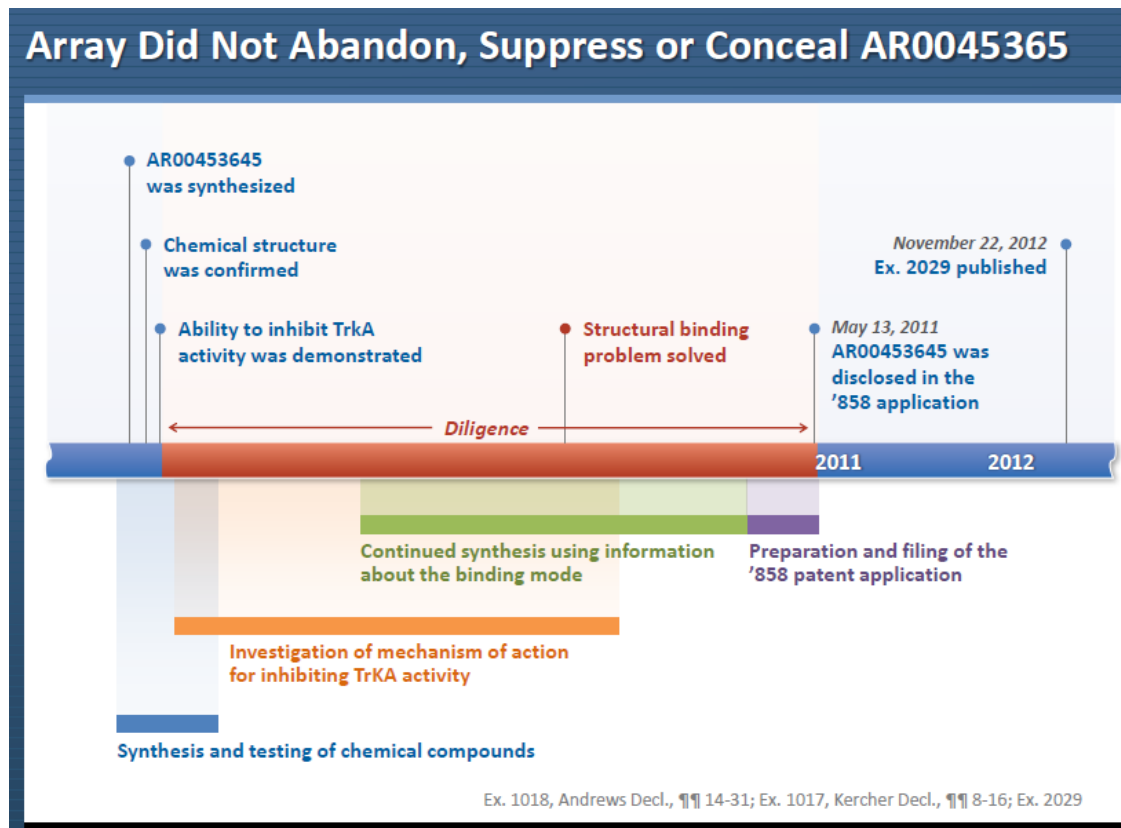 Array Did Not Abandon, Suppress or Conceal AR0045365
AR00453645
was synthesized
Chemical structure
was confirmed
November 22, 2012
Ex. 2029 published
Ability to inhibit TrkA
activity was demonstrated
Structural binding
problem solved
May 13, 2011
AR00453645 was
disclosed in the
'858 application
Diligence
2011
2012
Continued synthesis using information
about the binding mode
Preparation and filing of the
'858 patent application
Investigation of mechanism of action
for inhibiting TrKA activity
Synthesis and testing of chemical compounds
Ex. 1018, Andrews Decl., ¶¶ 14-31; Ex. 1017, Kercher Decl., ¶¶ 8-16; Ex. 2029